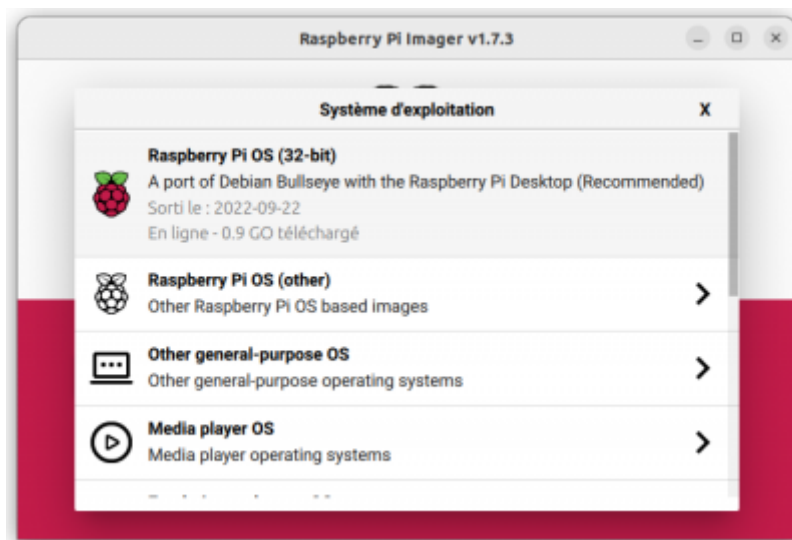 Raspberry Pi Imager v1.7.3
Système d'exploitation
X
Raspberry Pi OS (32-bit)
A port of Debian Bullseye with the Raspberry Pi Desktop (Recommended)
Sorti le : 2022-09-22
En ligne - 0.9 GO téléchargé
Raspberry Pi OS (other)
Other Raspberry Pi OS based images
Other general-purpose OS
Other general-purpose operating systems
Media player OS
Media player operating systems